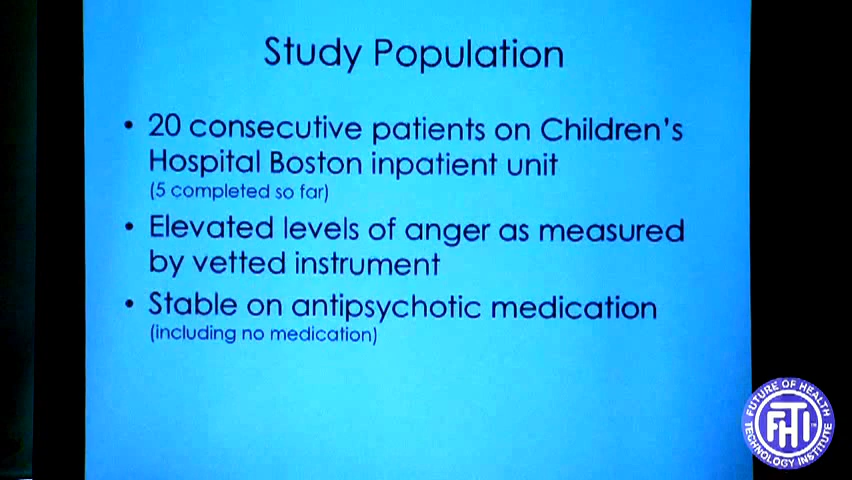 Study Population
• 20 consecutive patients on Children's
Hospital Boston inpatient unit
(5 completed so far)
• Elevated levels of anger as measured
by vetted instrument
• Stable on antipsychotic medication
(including no medication)
FUTURE OF HEALTH
FHTI
TECHNOLOGY INSTITUTE